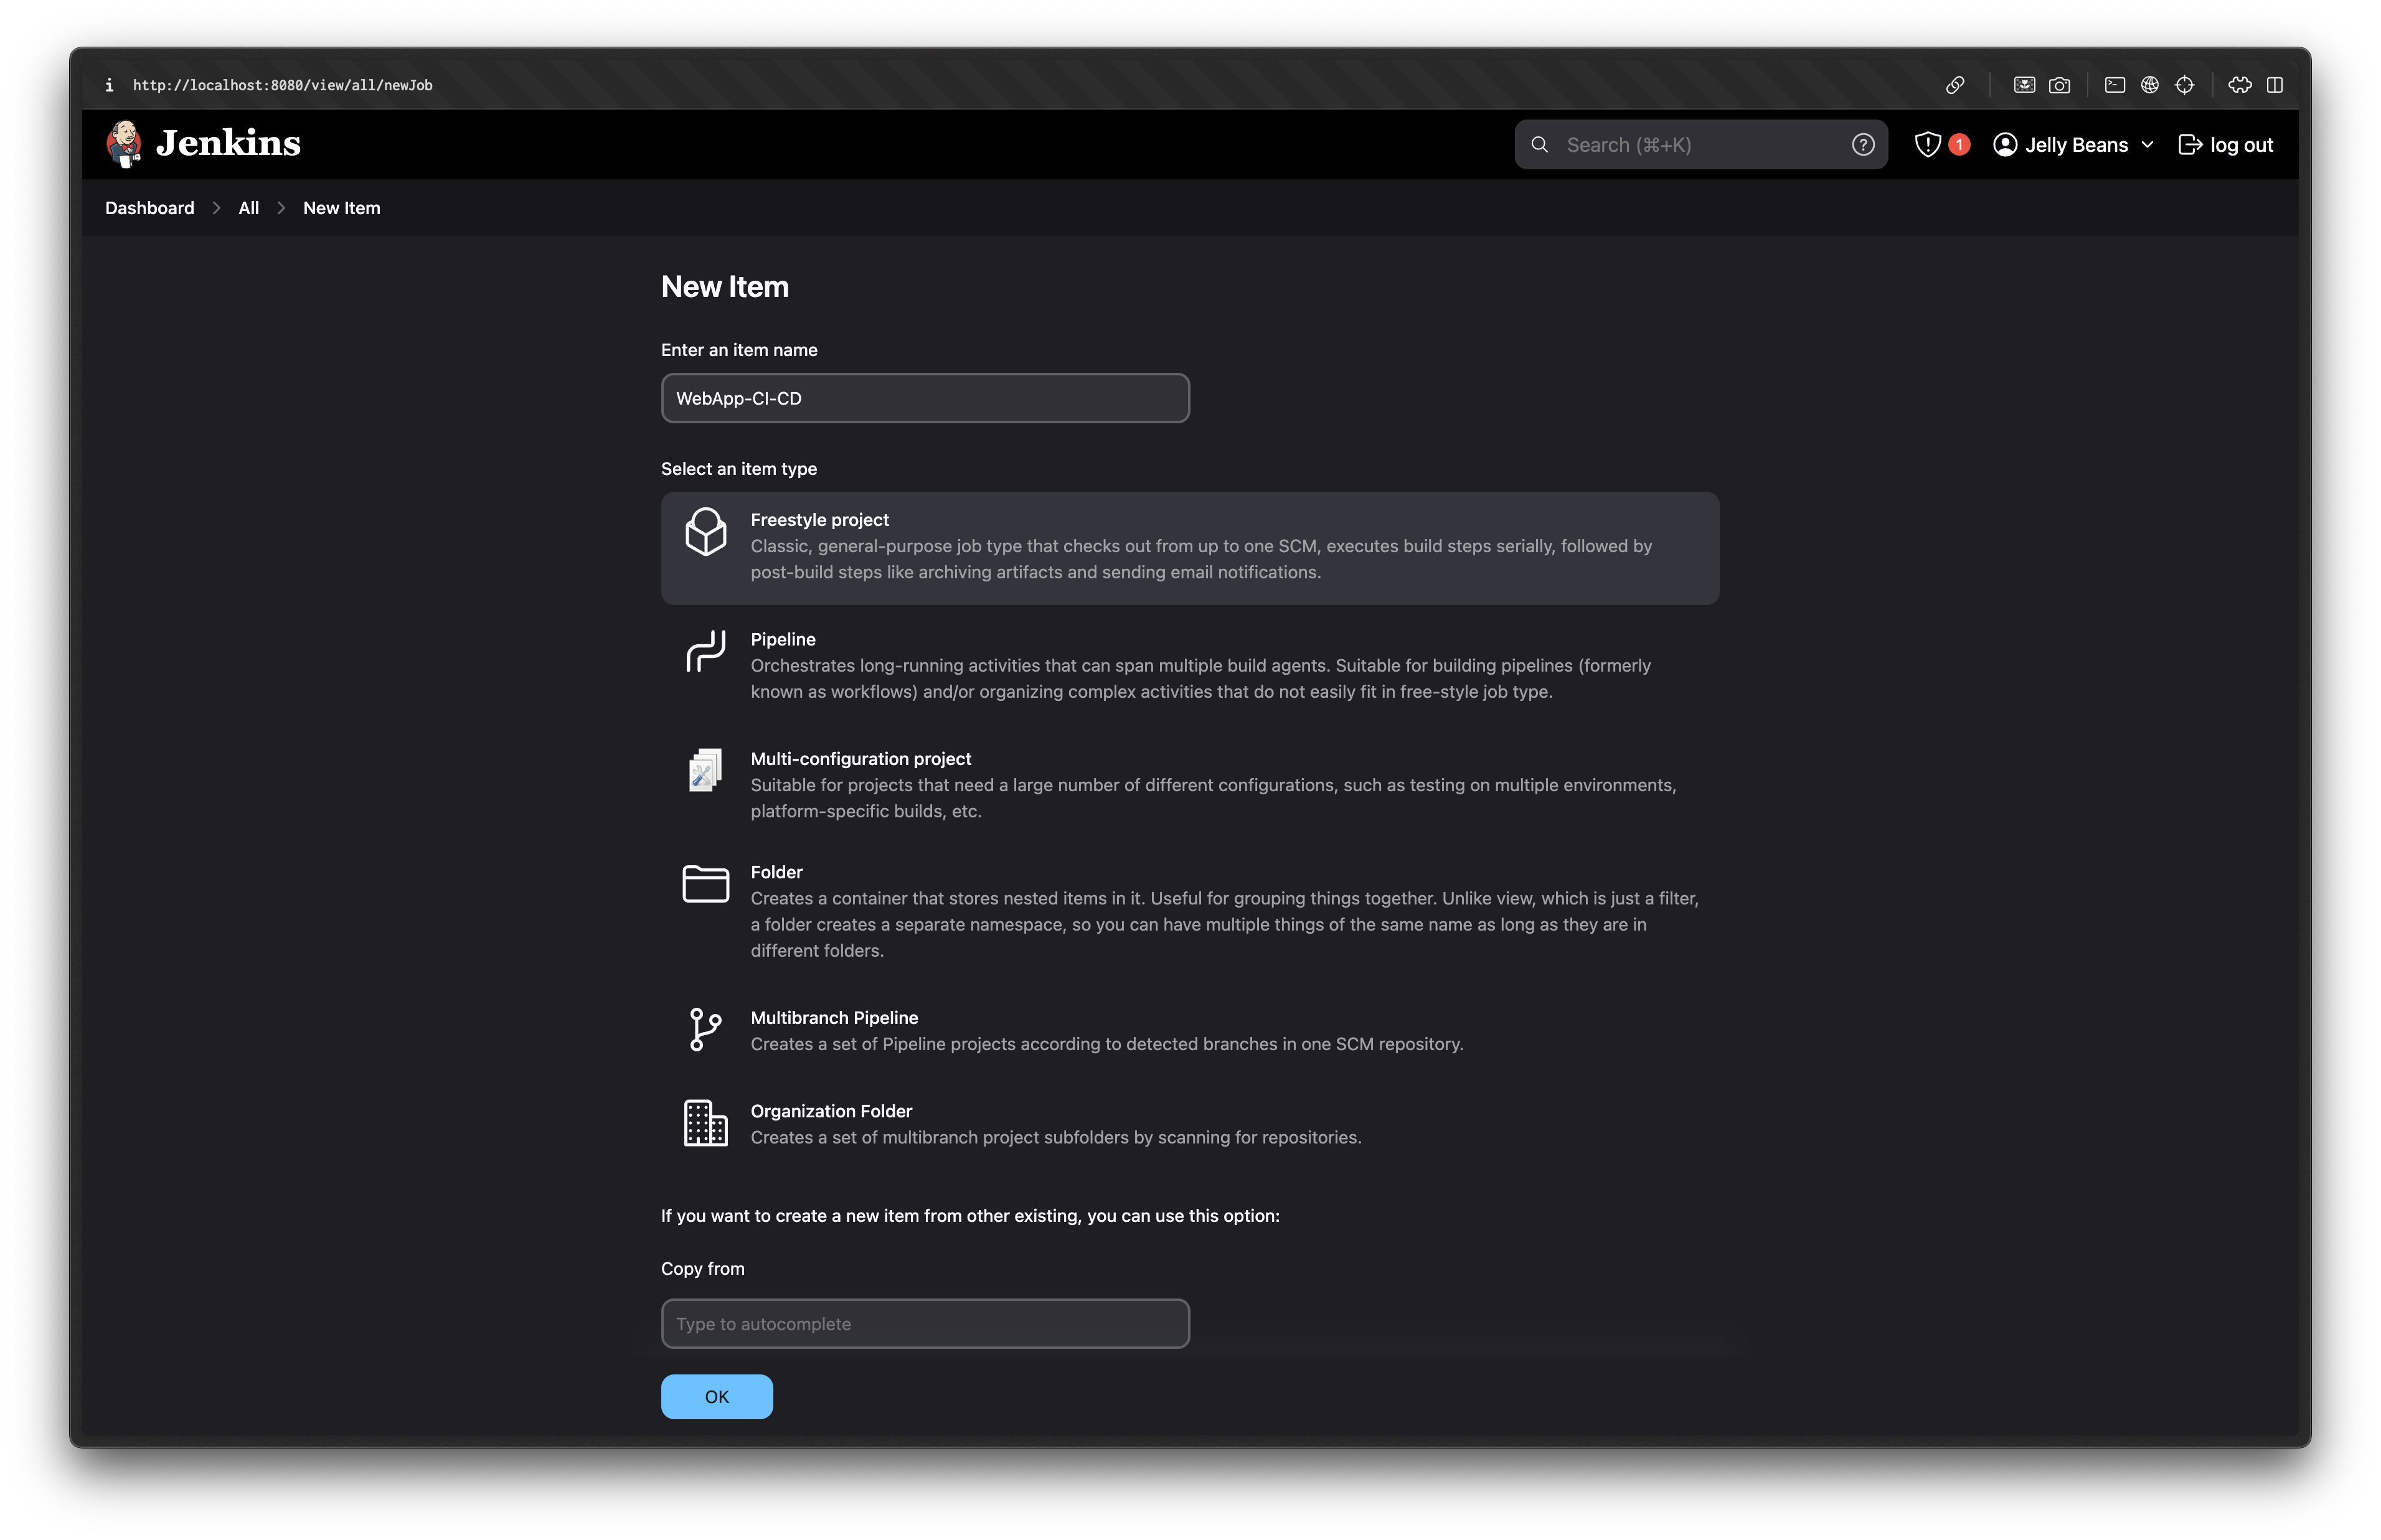 http://localhost:8080/view/all/newJob
Jenkins
Search (⌘+K)
1
Jelly Beans
log out
Dashboard
All
New Item
New Item
Enter an item name
WebApp-CI-CD
Select an item type
Freestyle project
Classic, general-purpose job type that checks out from up to one SCM, executes build steps serially, followed by
post-build steps like archiving artifacts and sending email notifications.
Pipeline
Orchestrates long-running activities that can span multiple build agents. Suitable for building pipelines (formerly
known as workflows) and/or organizing complex activities that do not easily fit in free-style job type.
Multi-configuration project
Suitable for projects that need a large number of different configurations, such as testing on multiple environments,
platform-specific builds, etc.
Folder
Creates a container that stores nested items in it. Useful for grouping things together. Unlike view, which is just a filter,
a folder creates a separate namespace, so you can have multiple things of the same name as long as they are in
different folders.
Multibranch Pipeline
Creates a set of Pipeline projects according to detected branches in one SCM repository.
Organization Folder
Creates a set of multibranch project subfolders by scanning for repositories.
If you want to create a new item from other existing, you can use this option:
Copy from
Type to autocomplete
OK